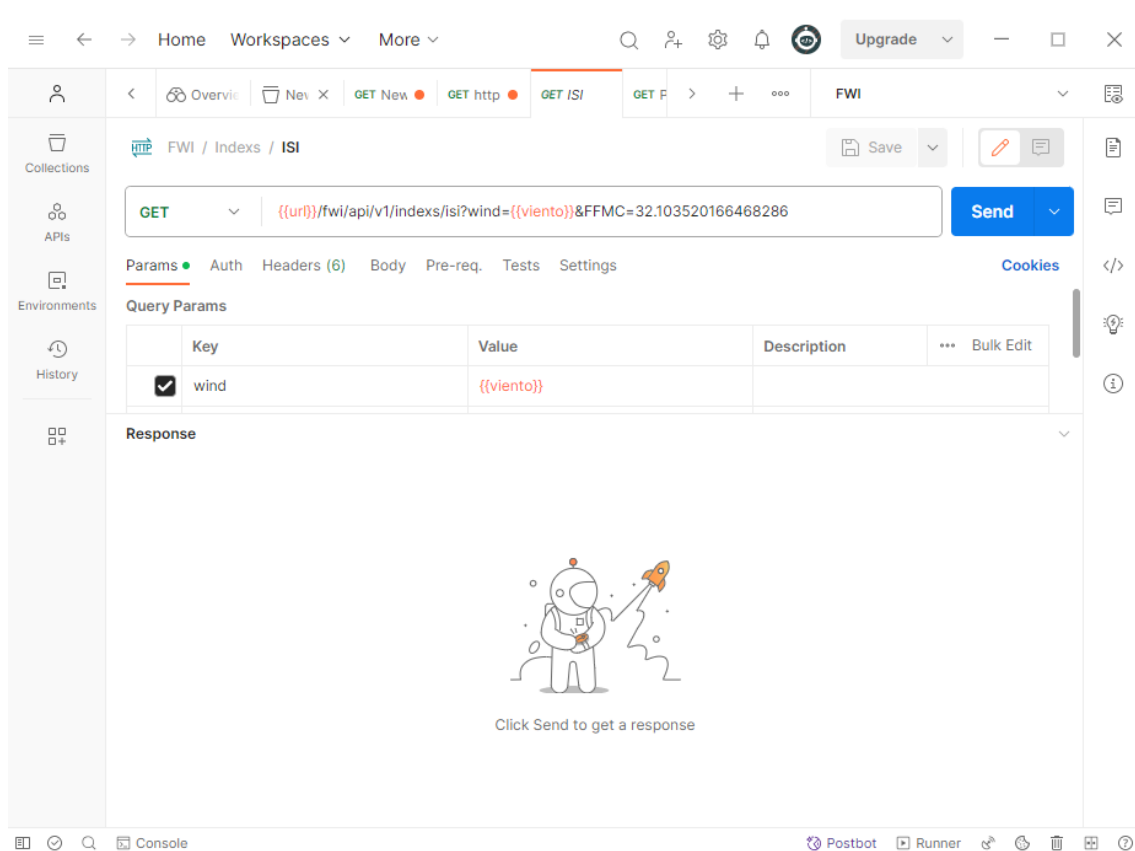 Home Workspaces More Upgrade
Overvie Nev GET New GET http GET ISI GET F FWI
HTTP FWI / Indexs / ISI Save
Collections
GET {{url}}/fwi/api/v1/indexs/isi?wind={{viento}}&FFMC=32.103520166468286 Send
APIs
Params Auth Headers (6) Body Pre-req. Tests Settings Cookies
Environments
Query Params
Key Value Description Bulk Edit
History
wind {{viento}}
Response
Click Send to get a response
Console Postbot Runner